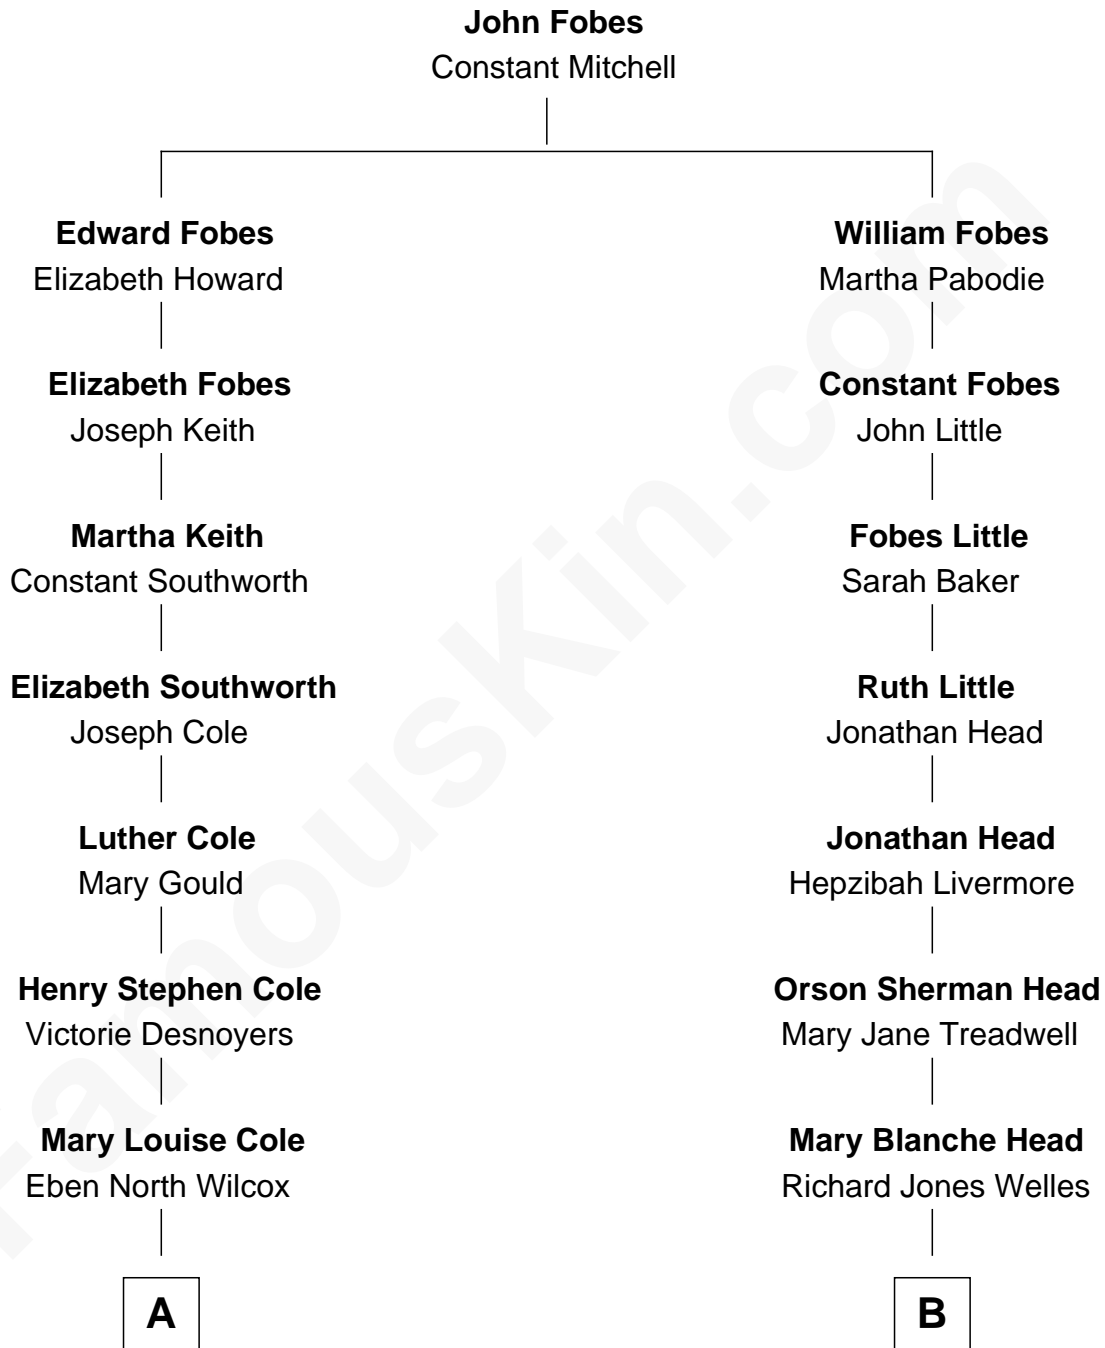 John Fobes
Constant Mitchell
Edward Fobes
Elizabeth Howard
William Fobes
Martha Pabodie
Elizabeth Fobes
Joseph Keith
Constant Fobes
John Little
Martha Keith
Constant Southworth
Fobes Little
Sarah Baker
Elizabeth Southworth
Joseph Cole
Ruth Little
Jonathan Head
Luther Cole
Mary Gould
Jonathan Head
Hepzibah Livermore
Henry Stephen Cole
Victorie Desnoyers
Orson Sherman Head
Mary Jane Treadwell
Mary Louise Cole
Eben North Wilcox
Mary Blanche Head
Richard Jones Welles
A
B
FamousKin.com